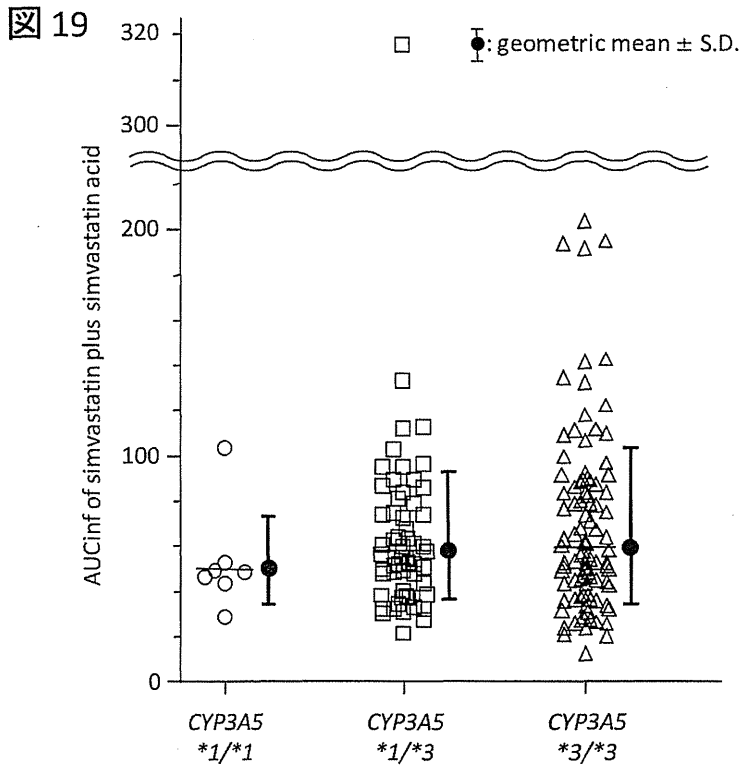 図 19
: geometric mean ± S.D.
AUCinf of simvastatin plus simvastatin acid
320
300
200
100
0
CYP3A5
*1/*1
CYP3A5
*1/*3
CYP3A5
*3/*3